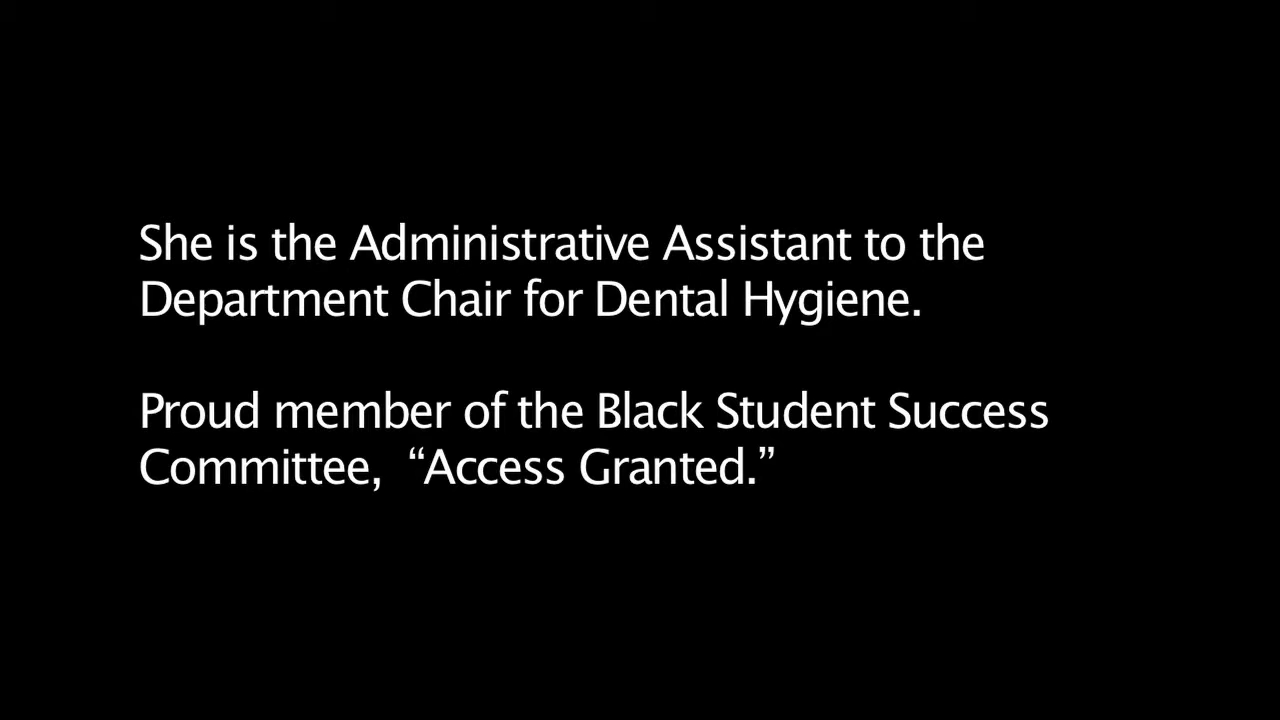 She is the Administrative Assistant to the
Department Chair for Dental Hygiene.
Proud member of the Black Student Success
Committee,  “Access Granted.”